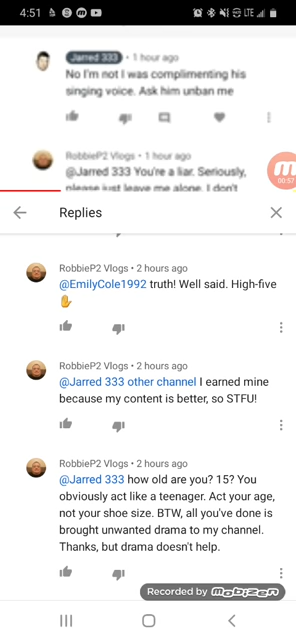 4:51
LTE
Jarred 333 • 1 hour ago
No I'm not I was complimenting his
singing voice. Ask him unban me
RobbieP2 Vlogs • 1 hour ago
@Jarred 333 You're a liar. Seriously,
please just leave me alone. I don't
00:57
Replies
RobbieP2 Vlogs • 2 hours ago
@EmilyCole1992 truth! Well said. High-five
✋
RobbieP2 Vlogs • 2 hours ago
@Jarred 333 other channel I earned mine
because my content is better, so STFU!
RobbieP2 Vlogs • 2 hours ago
@Jarred 333 how old are you? 15? You
obviously act like a teenager. Act your age,
not your shoe size. BTW, all you've done is
brought unwanted drama to my channel.
Thanks, but drama doesn't help.
Recorded by Mobizen